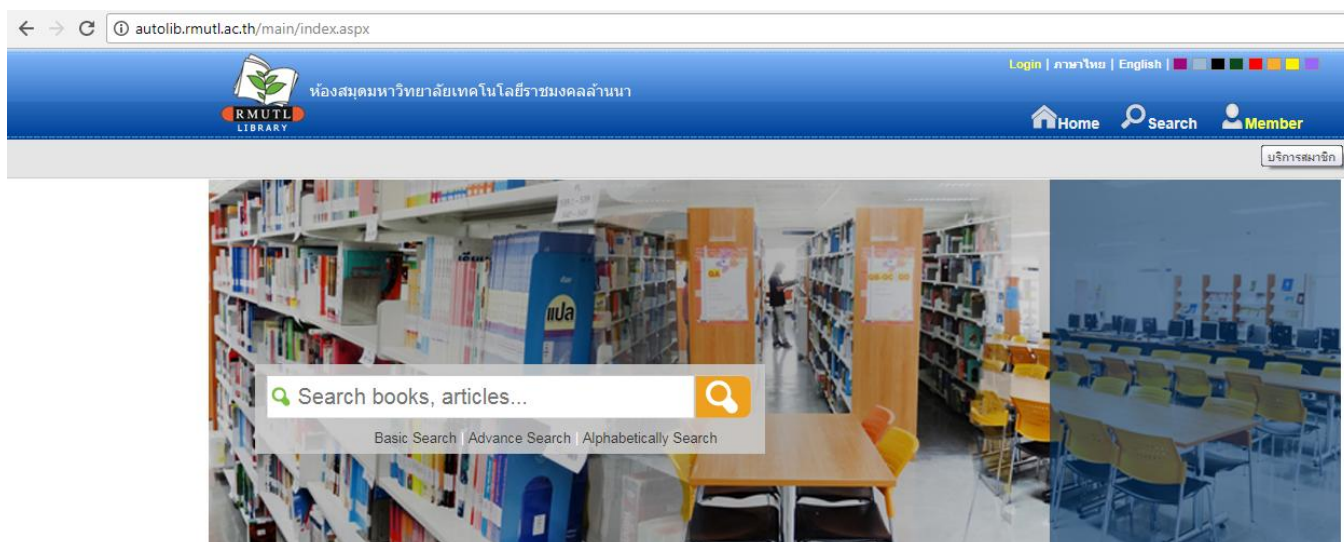 autolib.rmutl.ac.th/main/index.aspx
Login | ภาษาไทย | English |
ห้องสมุดมหาวิทยาลัยเทคโนโลยีราชมงคลล้านนา
RMUTL
LIBRARY
Home Search Member
บริการสมาชิก
GA
แปล
Search books, articles...
Basic Search | Advance Search | Alphabetically Search